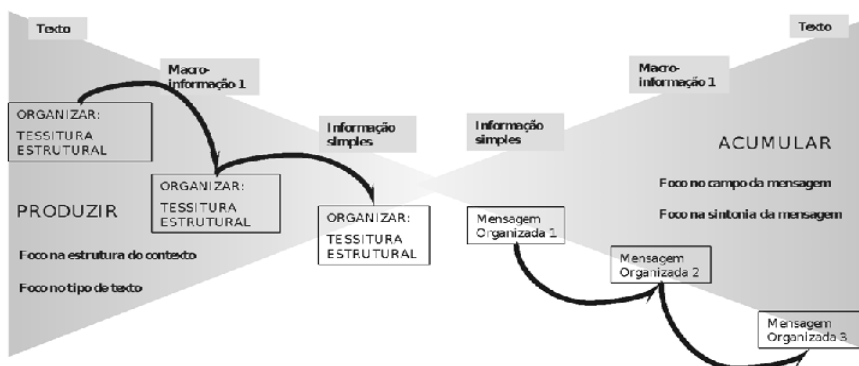 Texto
Macro-
informação 1
ORGANIZAR:
TESSITURA
ESTRUTURAL
Informação
simples
ORGANIZAR:
TESSITURA
ESTRUTURAL
ORGANIZAR:
TESSITURA
ESTRUTURAL
PRODUZIR
Foco na estrutura do contexto
Foco no tipo de texto
Texto
Macro-
informação 1
Informação
simples
ACUMULAR
Foco no campo da mensagem
Foco na sintonia da mensagem
Mensagem
Organizada 1
Mensagem
Organizada 2
Mensagem
Organizada 3